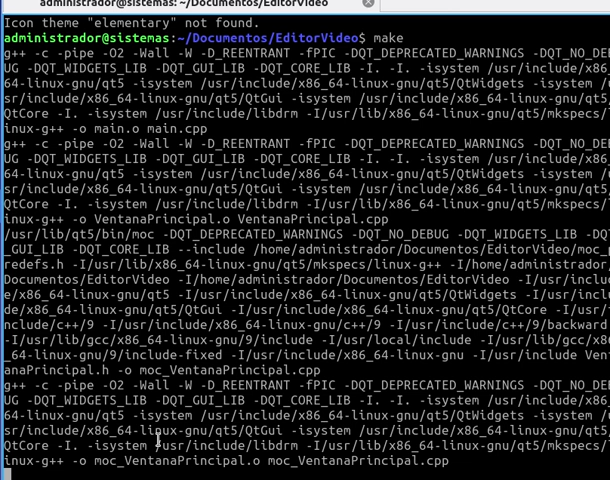 administrador@sistemas: ~/Documentos/EditorVideo
Icon theme "elementary" not found.
administrador@sistemas:~/Documentos/EditorVideo$ make
g++ -c -pipe -O2 -Wall -W -D_REENTRANT -fPIC -DQT_DEPRECATED_WARNINGS -DQT_NO_DEB
UG -DQT_WIDGETS_LIB -DQT_GUI_LIB -DQT_CORE_LIB -I. -I. -isystem /usr/include/x86_
64-linux-gnu/qt5 -isystem /usr/include/x86_64-linux-gnu/qt5/QtWidgets -isystem /u
sr/include/x86_64-linux-gnu/qt5/QtGui -isystem /usr/include/x86_64-linux-gnu/qt5/
QtCore -I. -isystem /usr/include/libdrm -I/usr/lib/x86_64-linux-gnu/qt5/mkspecs/l
inux-g++ -o main.o main.cpp
g++ -c -pipe -O2 -Wall -W -D_REENTRANT -fPIC -DQT_DEPRECATED_WARNINGS -DQT_NO_DEB
UG -DQT_WIDGETS_LIB -DQT_GUI_LIB -DQT_CORE_LIB -I. -I. -isystem /usr/include/x86_
64-linux-gnu/qt5 -isystem /usr/include/x86_64-linux-gnu/qt5/QtWidgets -isystem /u
sr/include/x86_64-linux-gnu/qt5/QtGui -isystem /usr/include/x86_64-linux-gnu/qt5/
QtCore -I. -isystem /usr/include/libdrm -I/usr/lib/x86_64-linux-gnu/qt5/mkspecs/l
inux-g++ -o VentanaPrincipal.o VentanaPrincipal.cpp
/usr/lib/qt5/bin/moc -DQT_DEPRECATED_WARNINGS -DQT_NO_DEBUG -DQT_WIDGETS_LIB -DQT
_GUI_LIB -DQT_CORE_LIB --include /home/administrador/Documentos/EditorVideo/moc_p
redefs.h -I/usr/lib/x86_64-linux-gnu/qt5/mkspecs/linux-g++ -I/home/administrador/
Documentos/EditorVideo -I/home/administrador/Documentos/EditorVideo -I/usr/includ
e/x86_64-linux-gnu/qt5 -I/usr/include/x86_64-linux-gnu/qt5/QtWidgets -I/usr/inclu
de/x86_64-linux-gnu/qt5/QtGui -I/usr/include/x86_64-linux-gnu/qt5/QtCore -I/usr/i
nclude/c++/9 -I/usr/include/x86_64-linux-gnu/c++/9 -I/usr/include/c++/9/backward
-I/usr/lib/gcc/x86_64-linux-gnu/9/include -I/usr/local/include -I/usr/lib/gcc/x86
_64-linux-gnu/9/include-fixed -I/usr/include/x86_64-linux-gnu -I/usr/include Vent
anaPrincipal.h -o moc_VentanaPrincipal.cpp
g++ -c -pipe -O2 -Wall -W -D_REENTRANT -fPIC -DQT_DEPRECATED_WARNINGS -DQT_NO_DEB
UG -DQT_WIDGETS_LIB -DQT_GUI_LIB -DQT_CORE_LIB -I. -I. -isystem /usr/include/x86_
64-linux-gnu/qt5 -isystem /usr/include/x86_64-linux-gnu/qt5/QtWidgets -isystem /u
sr/include/x86_64-linux-gnu/qt5/QtGui -isystem /usr/include/x86_64-linux-gnu/qt5/
QtCore -I. -isystem /usr/include/libdrm -I/usr/lib/x86_64-linux-gnu/qt5/mkspecs/l
inux-g++ -o moc_VentanaPrincipal.o moc_VentanaPrincipal.cpp